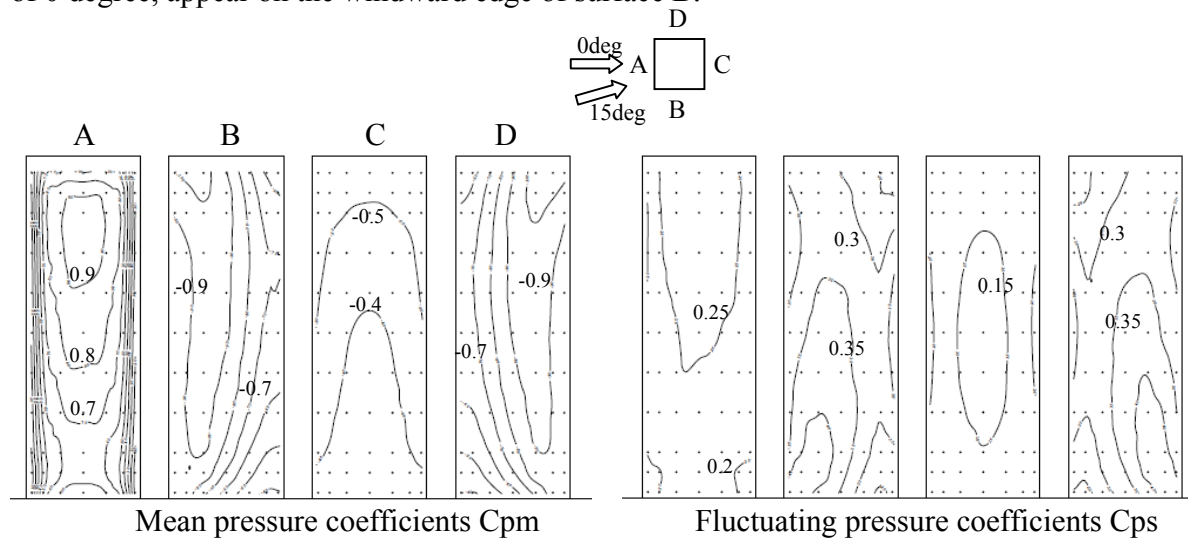 of 0 degree, appear on the windward edge of surface B.
D
0deg
A
C
15deg
B
A
B
C
D
-0.5
0.3
0.3
0.9
-0.9
-0.4
-0.9
0.15
0.25
0.35
0.35
0.8
-0.7
-0.7
0.7
0.2
Mean pressure coefficients Cpm
Fluctuating pressure coefficients Cps